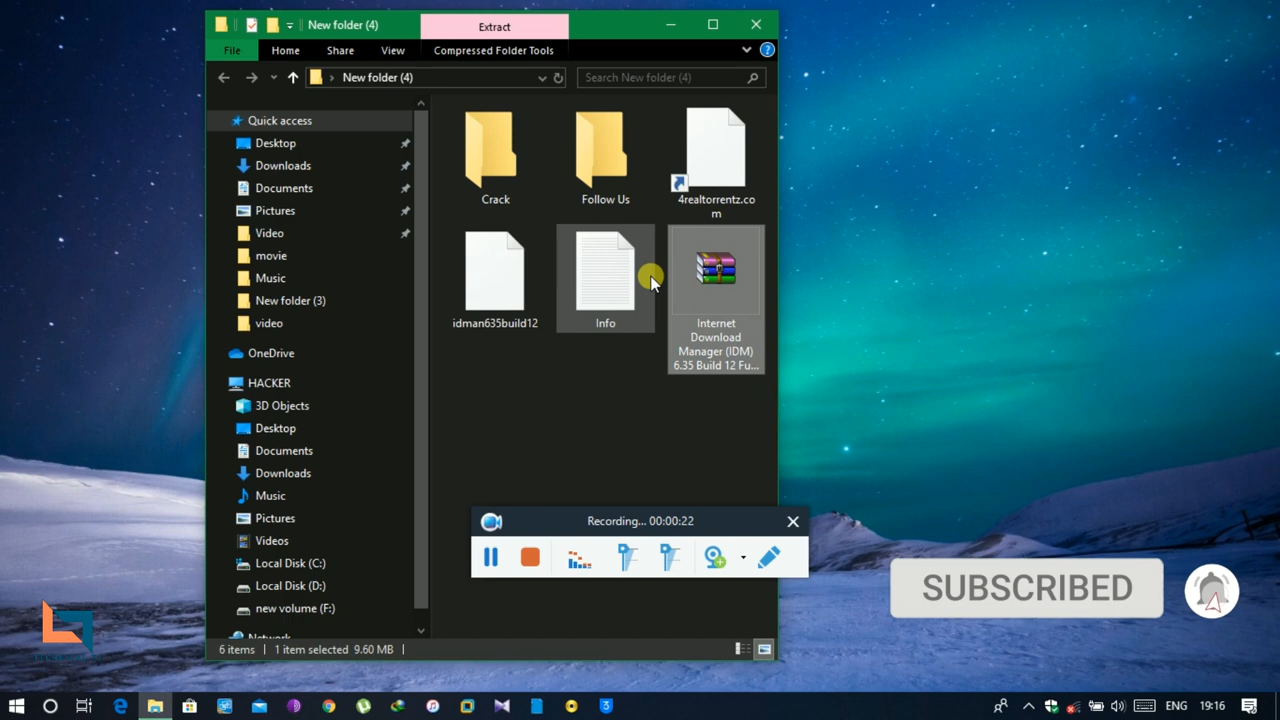 New folder (4)
Extract
File
Home
Share
View
Compressed Folder Tools
New folder (4)
Search New folder (4)
Quick access
Desktop
Downloads
Documents
Pictures
Video
movie
Music
New folder (3)
video
OneDrive
HACKER
3D Objects
Desktop
Documents
Downloads
Music
Pictures
Videos
Local Disk (C:)
Local Disk (D:)
new volume (F:)
Network
Crack
Follow Us
4realtorrentz.co
m
idman635build12
Info
Internet
Download
Manager (IDM)
6.35 Build 12 Fu...
Recording... 00:00:22
SUBSCRIBED
6 items
1 item selected 9.60 MB
ENG
19:16